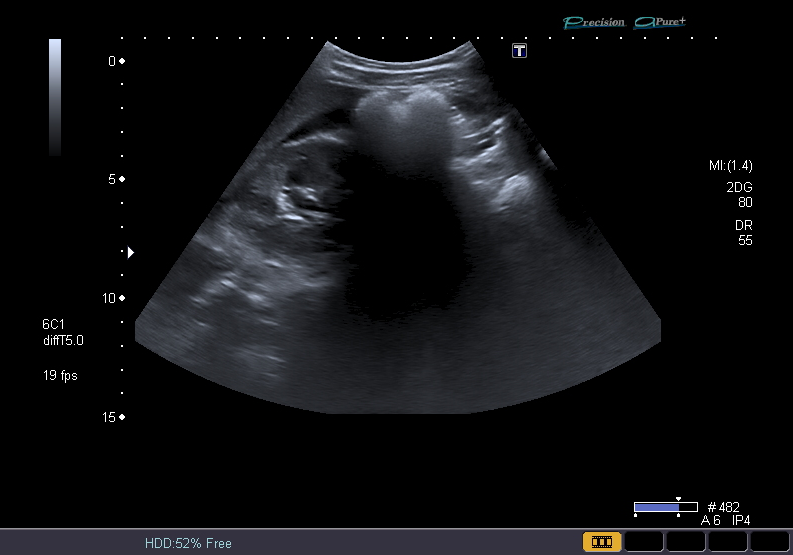 Precision APure+
T
0
MI:(1.4)
5
2DG
80
DR
55
10
6C1
diffT5.0
19 fps
15
#482
A 6 IP4
HDD:52% Free